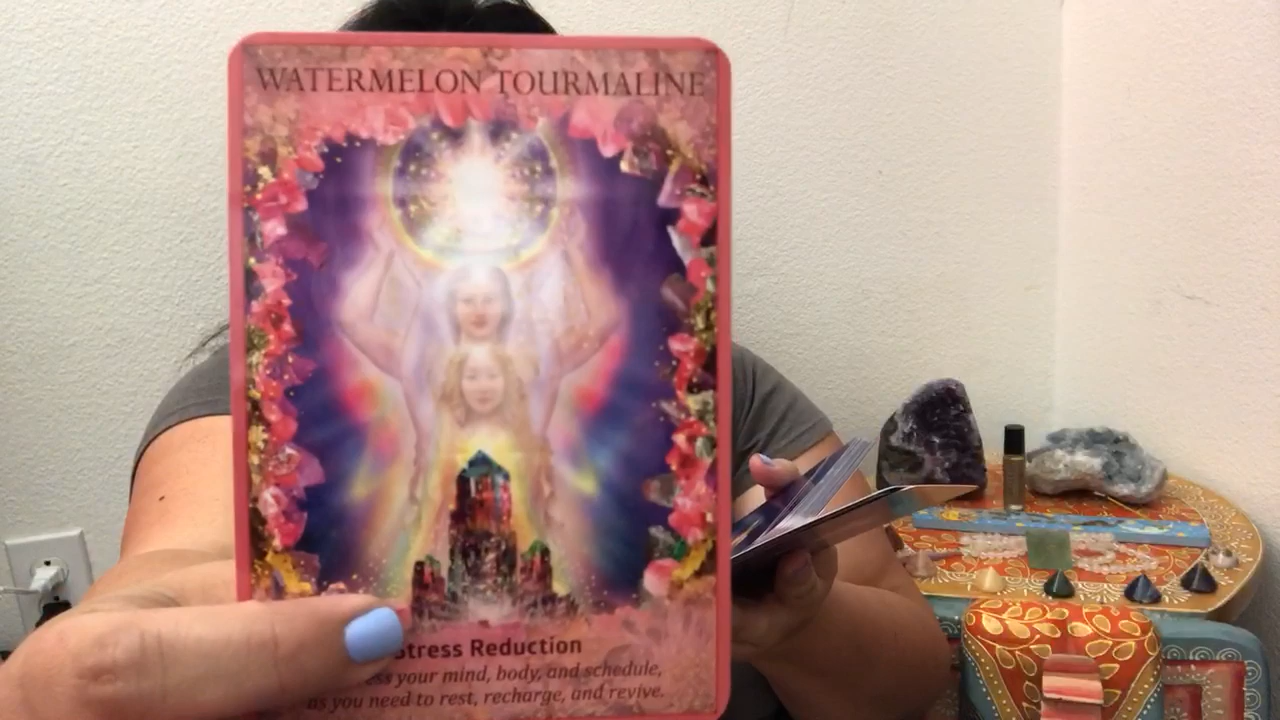 WATERMELON TOURMALINE
Stress Reduction
your mind, body, and schedule,
as you need to rest, recharge, and revive.